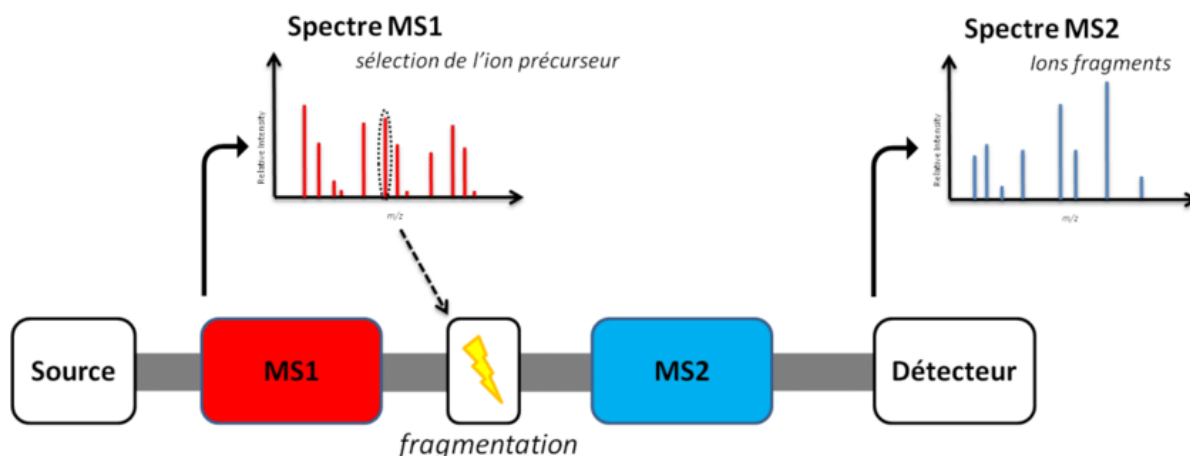 Spectre MS1
sélection de l'ion précurseur
Relative Intensity
m/z
Spectre MS2
Ions fragments
Relative Intensity
m/z
Source
MS1
fragmentation
MS2
Détecteur